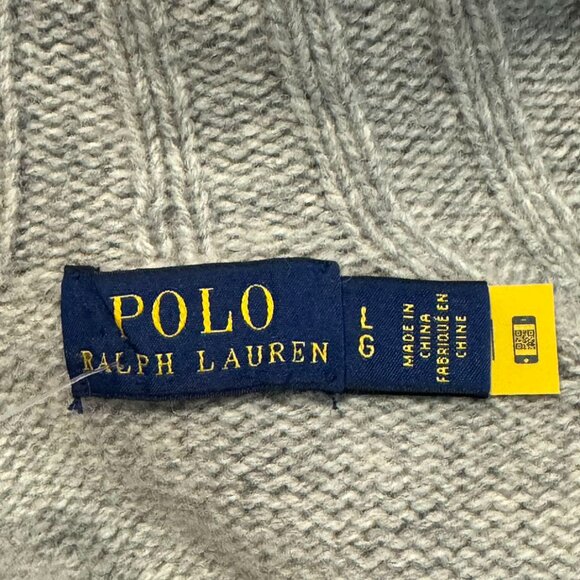 POLO
RALPH LAUREN
L
G
MADE IN
CHINA
FABRIQUÉ EN
CHINE